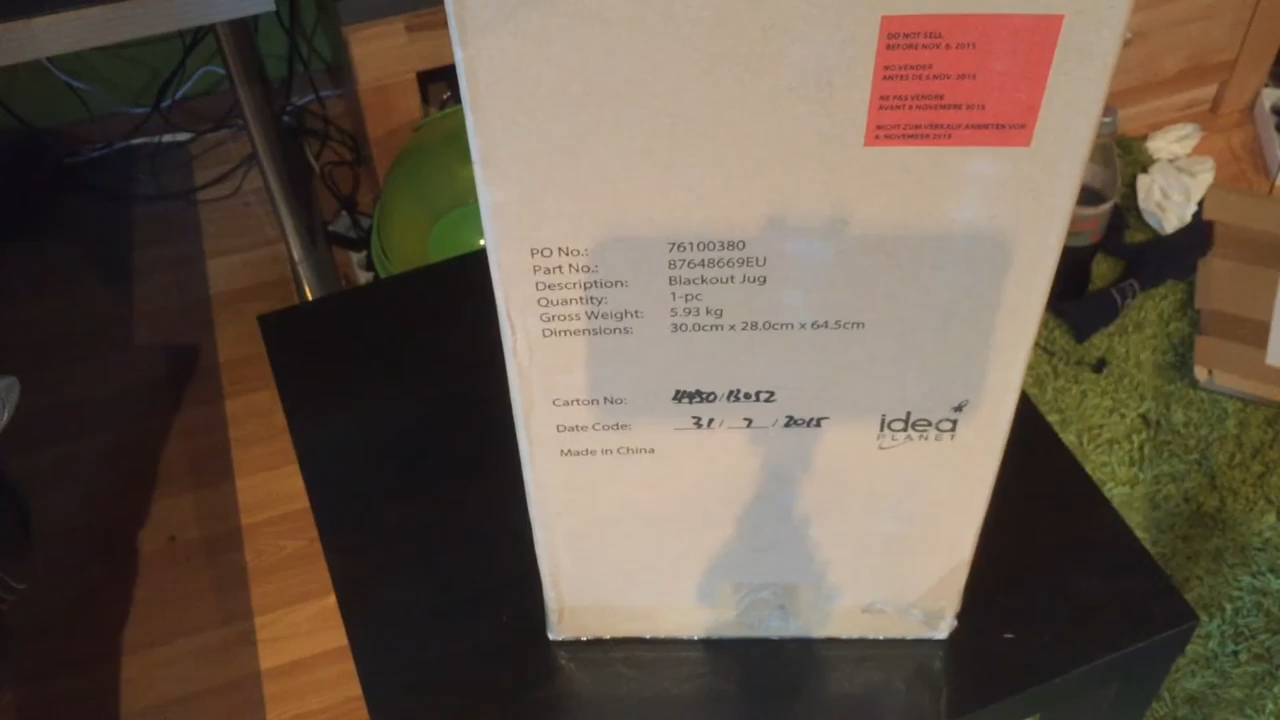 DO NOT SELL
BEFORE NOV. 6, 2015
NO VENDER
ANTES DE 6 NOV. 2015
NE PAS VENDRE
AVANT 6 NOVEMBRE 2015
NICHT ZUM VERKAUF ANBIETEN VOR
6. NOVEMBER 2015
PO No.: 76100380
Part No.: 87648669EU
Description: Blackout Jug
Quantity: 1-pc
Gross Weight: 5.93 kg
Dimensions: 30.0cm x 28.0cm x 64.5cm
Carton No: 4450/13052
Date Code: 31/ 7 /2015
Made in China
idea
PLANET